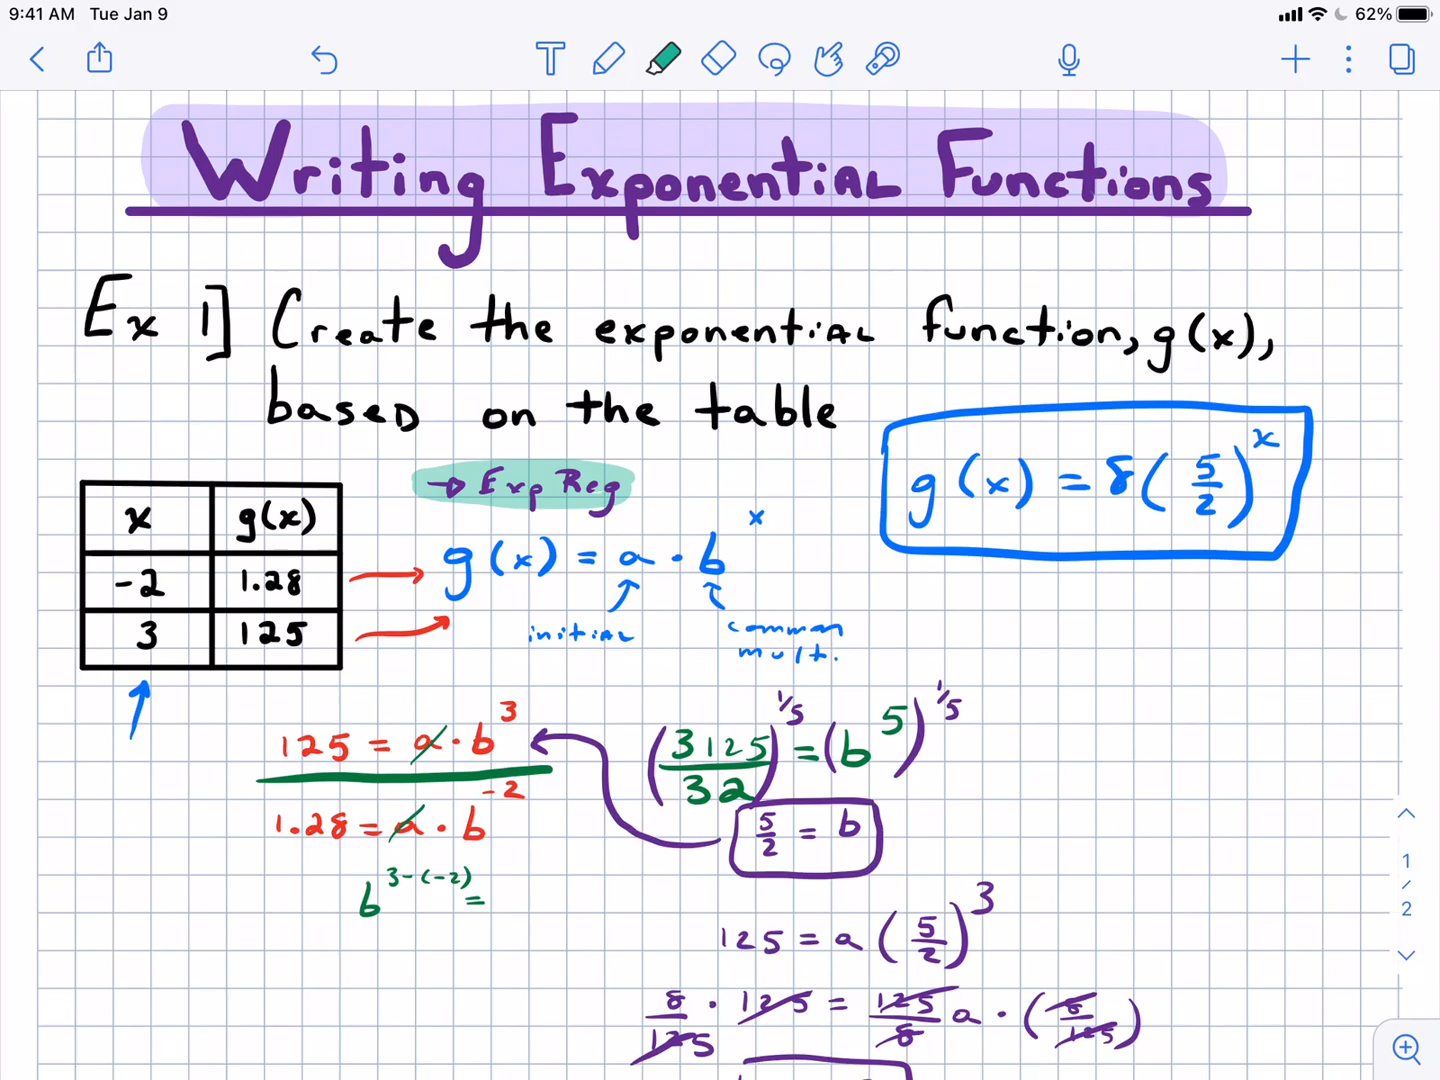 9:41 AM Tue Jan 9
62%
Writing Exponential Functions
Ex 1] Create the exponential function, g(x),
based on the table
g(x) = 8(5/2)^x
→ Exp Reg
x g(x)
-2 1.28
3 125
g(x) = a · b^x
initial
common
mult.
125 = a · b^3
1.28 = a · b^-2
b^3-(-2) =
(3125/32)^1/5 = (b^5)^1/5
5/2 = b
125 = a(5/2)^3
8/125 · 125 = 125/8 a · (8/125)
1
/
2